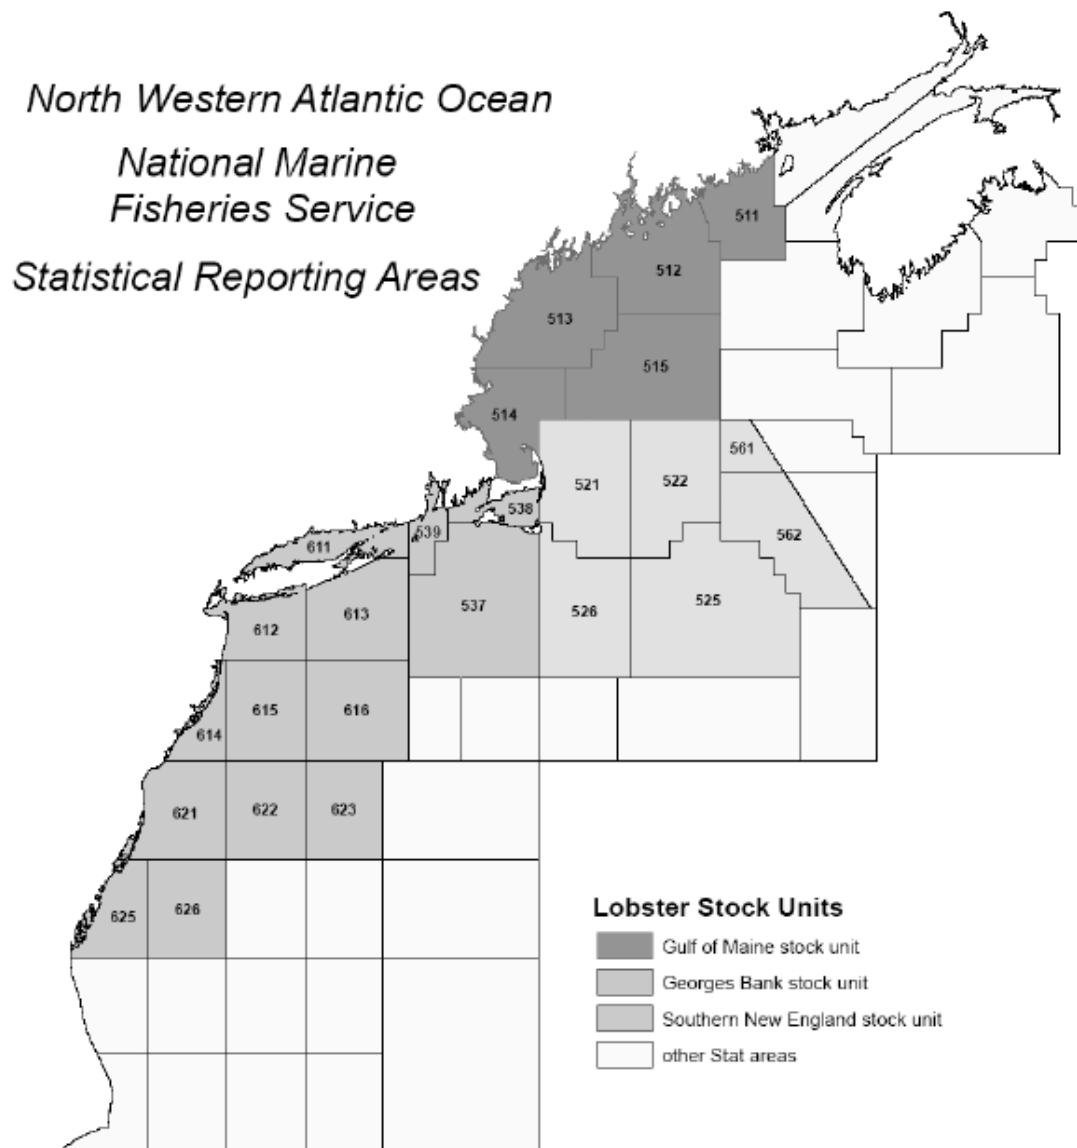 North Western Atlantic Ocean
National Marine
Fisheries Service
Statistical Reporting Areas
511
512
513
515
514
561
521
522
538
539
562
611
537
526
525
613
612
615
616
614
621
622
623
625
626
Lobster Stock Units
Gulf of Maine stock unit
Georges Bank stock unit
Southern New England stock unit
other Stat areas